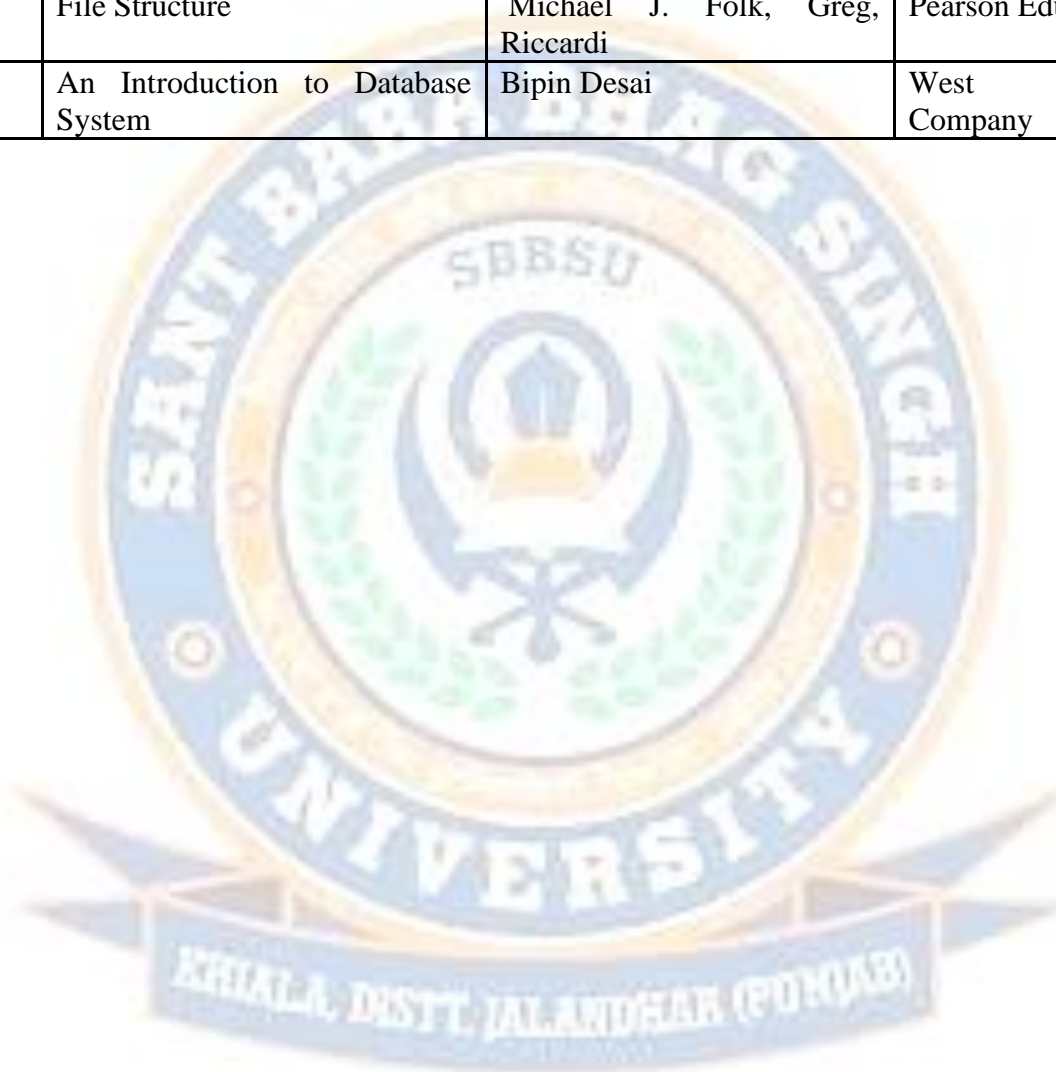 File Structure
Michael J. Folk, Greg,
Riccardi
Pearson Edu
An Introduction to Database
System
Bipin Desai
West
Company
SANT BABA BHAG SINGH
SBBSU
UNIVERSITY
KHIALA, DISTT. JALANDHAR (PUNJAB)